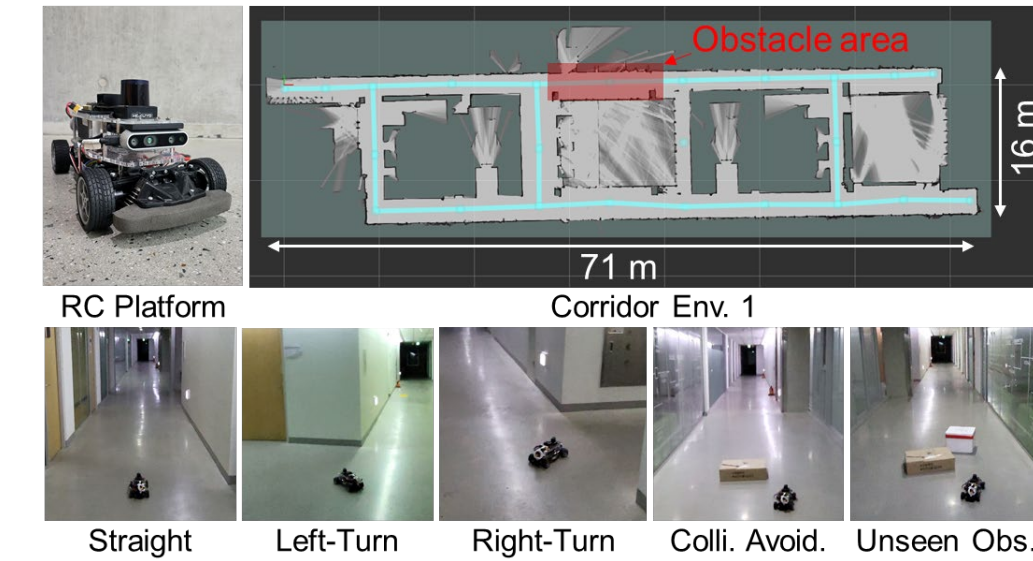 Obstacle area
16 m
71 m
RC Platform
Corridor Env. 1
Straight
Left-Turn
Right-Turn
Colli. Avoid.
Unseen Obs.